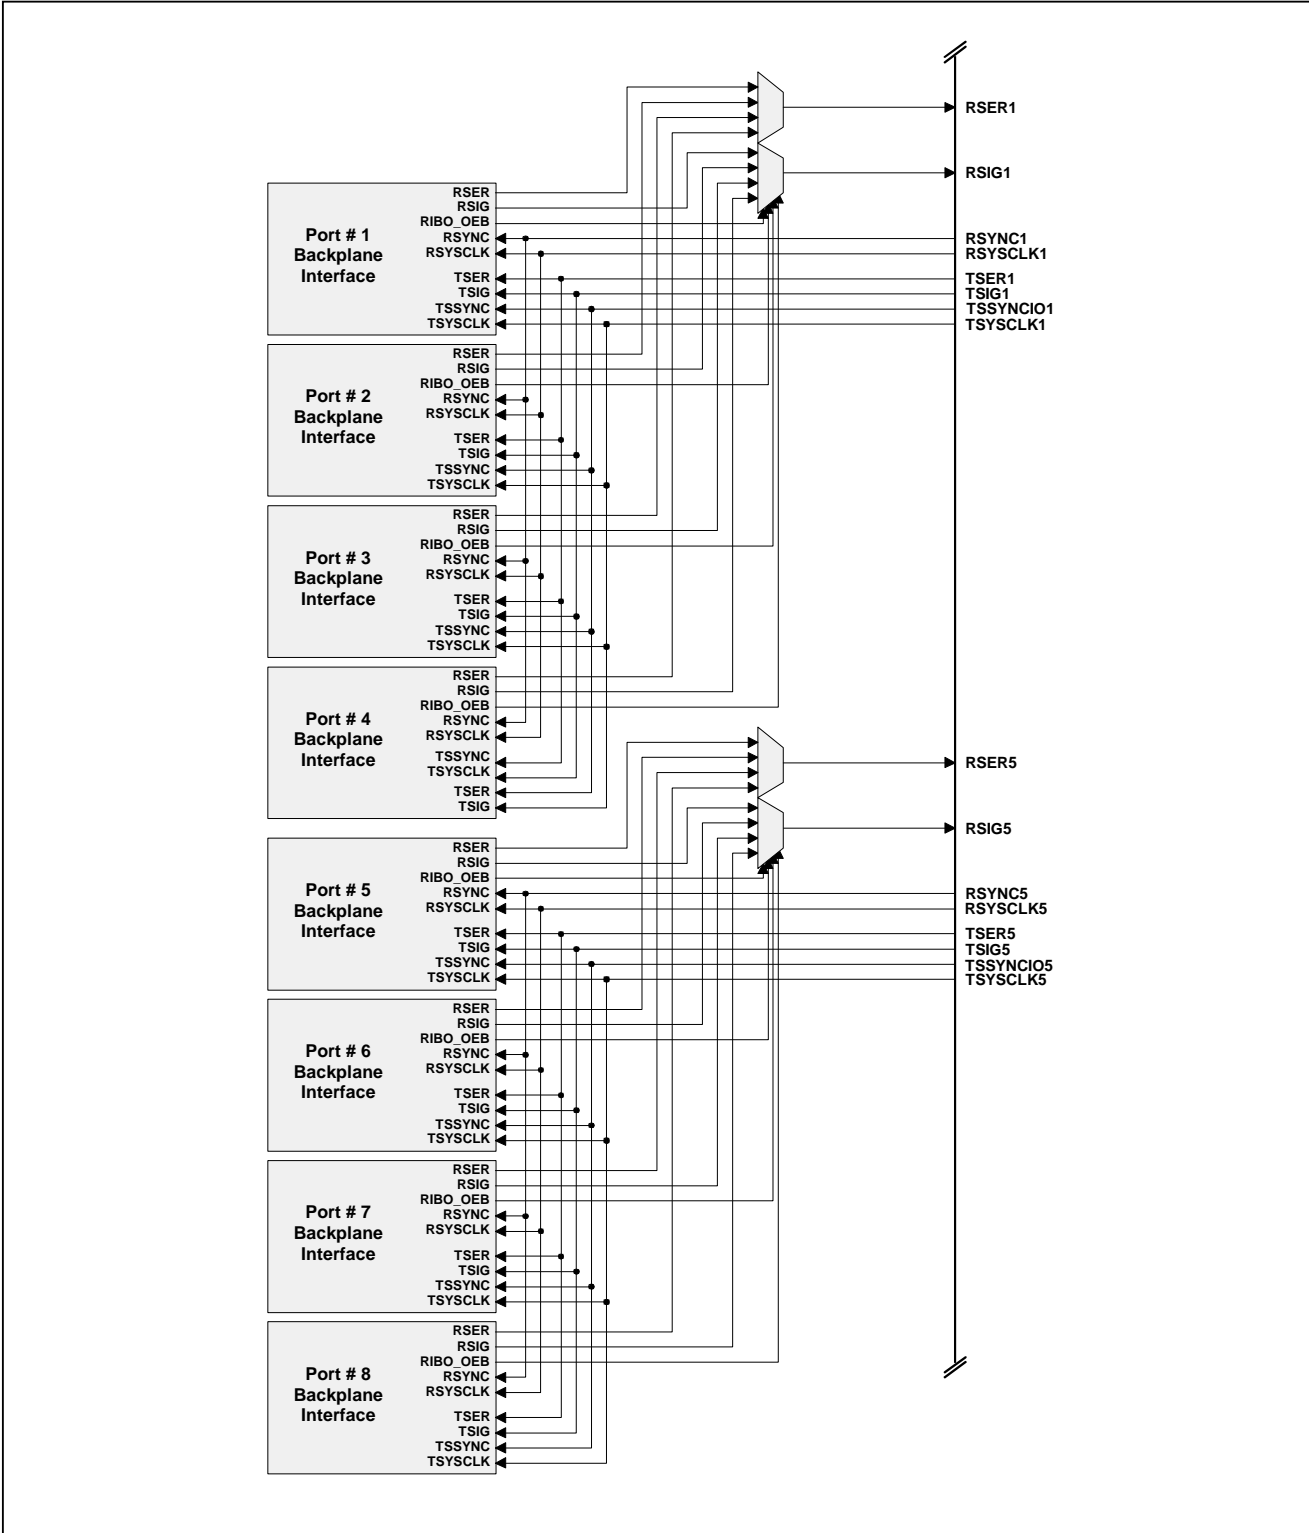 RSER1
RSIG1
RSER
RSIG
RIBO_OEB
RSYNC
RSYSCLK
TSER
TSIG
TSSYNC
TSYSCLK
Port # 1
Backplane
Interface
RSYNC1
RSYSCLK1
TSER1
TSIG1
TSSYNCIO1
TSYSCLK1
RSER
RSIG
RIBO_OEB
RSYNC
RSYSCLK
TSER
TSIG
TSSYNC
TSYSCLK
Port # 2
Backplane
Interface
RSER
RSIG
RIBO_OEB
RSYNC
RSYSCLK
TSER
TSIG
TSSYNC
TSYSCLK
Port # 3
Backplane
Interface
RSER
RSIG
RIBO_OEB
RSYNC
RSYSCLK
TSSYNC
TSYSCLK
TSER
TSIG
Port # 4
Backplane
Interface
RSER5
RSIG5
RSER
RSIG
RIBO_OEB
RSYNC
RSYSCLK
TSER
TSIG
TSSYNC
TSYSCLK
Port # 5
Backplane
Interface
RSYNC5
RSYSCLK5
TSER5
TSIG5
TSSYNCIO5
TSYSCLK5
RSER
RSIG
RIBO_OEB
RSYNC
RSYSCLK
TSER
TSIG
TSSYNC
TSYSCLK
Port # 6
Backplane
Interface
RSER
RSIG
RIBO_OEB
RSYNC
RSYSCLK
TSER
TSIG
TSSYNC
TSYSCLK
Port # 7
Backplane
Interface
RSER
RSIG
RIBO_OEB
RSYNC
RSYSCLK
TSER
TSIG
TSSYNC
TSYSCLK
Port # 8
Backplane
Interface